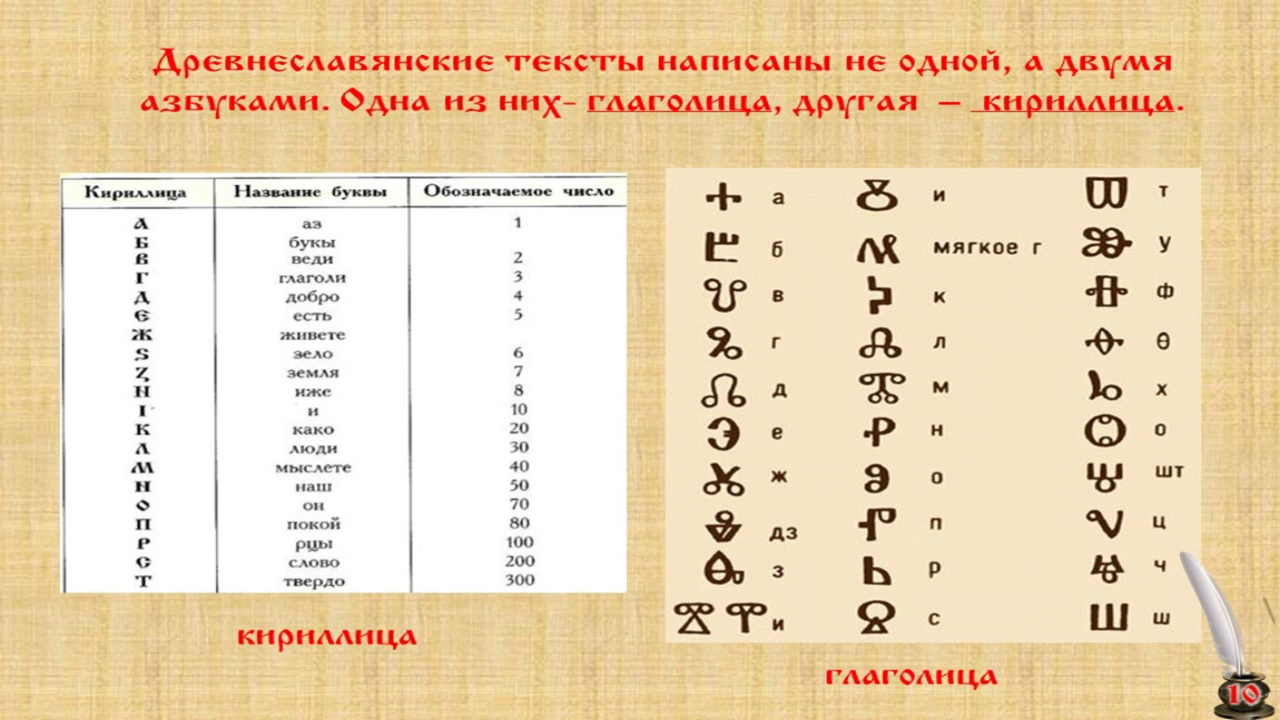 Древнеславянские тексты написаны не одной, а двумя
азбуками. Одна из них- глаголица, другая – кириллица.
Кириллица Название буквы Обозначаемое число
А аз 1
Б букы
В веди 2
Г глаголи 3
Д добро 4
Є есть 5
Ж живете
Ѕ зело 6
Ꙁ земля 7
Н иже 8
І и 10
К како 20
Л люди 30
М мыслете 40
N наш 50
О он 70
П покой 80
Р рцы 100
С слово 200
Т твердо 300
кириллица
Ⰰ а Ⰹ и Ⱅ т
Ⰱ б Ⰼ мягкое г Ⱆ у
Ⰲ в Ⰽ к Ⱇ ф
Ⰳ г Ⰾ л Ⱚ ѳ
Ⰴ д Ⰿ м Ⱈ х
Ⰵ е Ⱀ н Ⱉ о
Ⰶ ж Ⱁ о Ⱋ шт
Ⰷ дз Ⱂ п Ⱌ ц
Ⰸ з Ⱃ р Ⱍ ч
Ⰺ Ⰹ и Ⱄ с Ⱎ ш
глаголица
10